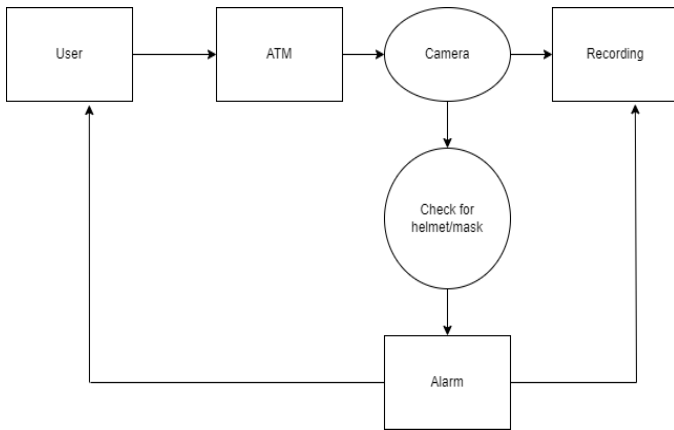 User
ATM
Camera
Recording
Check for
helmet/mask
Alarm